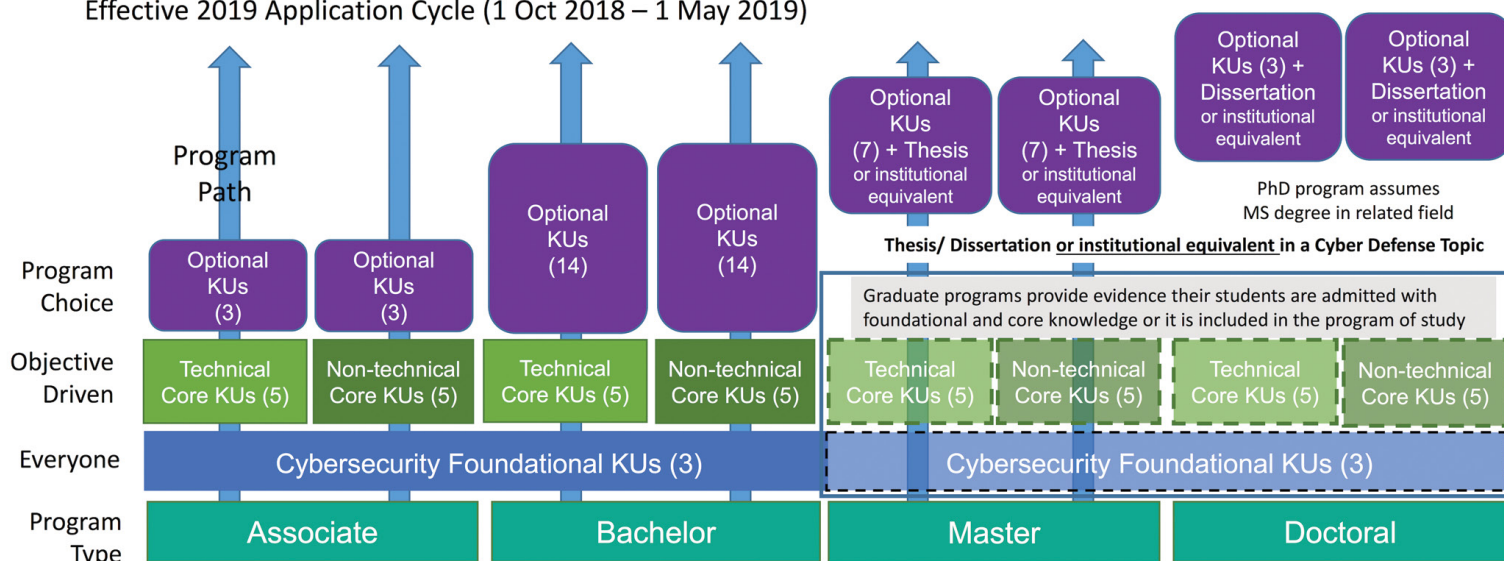 Effective 2019 Application Cycle (1 Oct 2018 – 1 May 2019)
Program
Path
Optional
KUs
(7) + Thesis
or institutional
equivalent
Optional
KUs
(7) + Thesis
or institutional
equivalent
Optional
KUs (3) +
Dissertation
or institutional
equivalent
Optional
KUs (3) +
Dissertation
or institutional
equivalent
PhD program assumes
MS degree in related field
Thesis/ Dissertation or institutional equivalent in a Cyber Defense Topic
Program
Choice
Optional
KUs
(3)
Optional
KUs
(3)
Optional
KUs
(14)
Optional
KUs
(14)
Graduate programs provide evidence their students are admitted with
foundational and core knowledge or it is included in the program of study
Objective
Driven
Technical
Core KUs (5)
Non-technical
Core KUs (5)
Technical
Core KUs (5)
Non-technical
Core KUs (5)
Technical
Core KUs (5)
Non-technical
Core KUs (5)
Technical
Core KUs (5)
Non-technical
Core KUs (5)
Everyone
Cybersecurity Foundational KUs (3)
Cybersecurity Foundational KUs (3)
Program
Type
Associate
Bachelor
Master
Doctoral